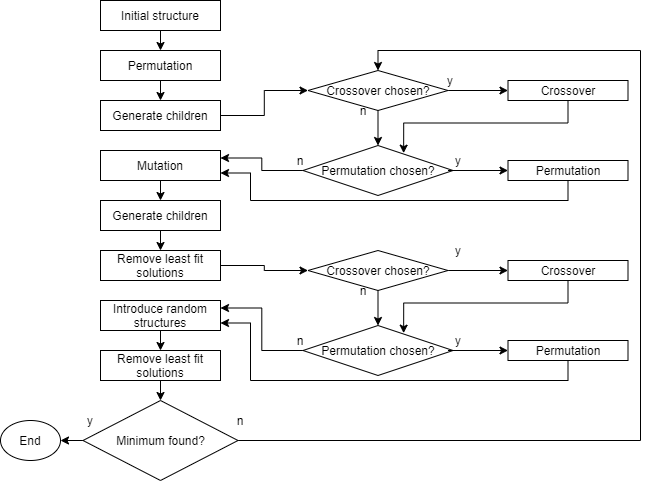 Initial structure
Permutation
Generate children
Crossover chosen?
y
Crossover
n
Mutation
n
Permutation chosen?
y
Permutation
Generate children
Remove least fit
solutions
Crossover chosen?
y
Crossover
n
Introduce random
structures
n
Permutation chosen?
y
Permutation
Remove least fit
solutions
y
n
End
Minimum found?